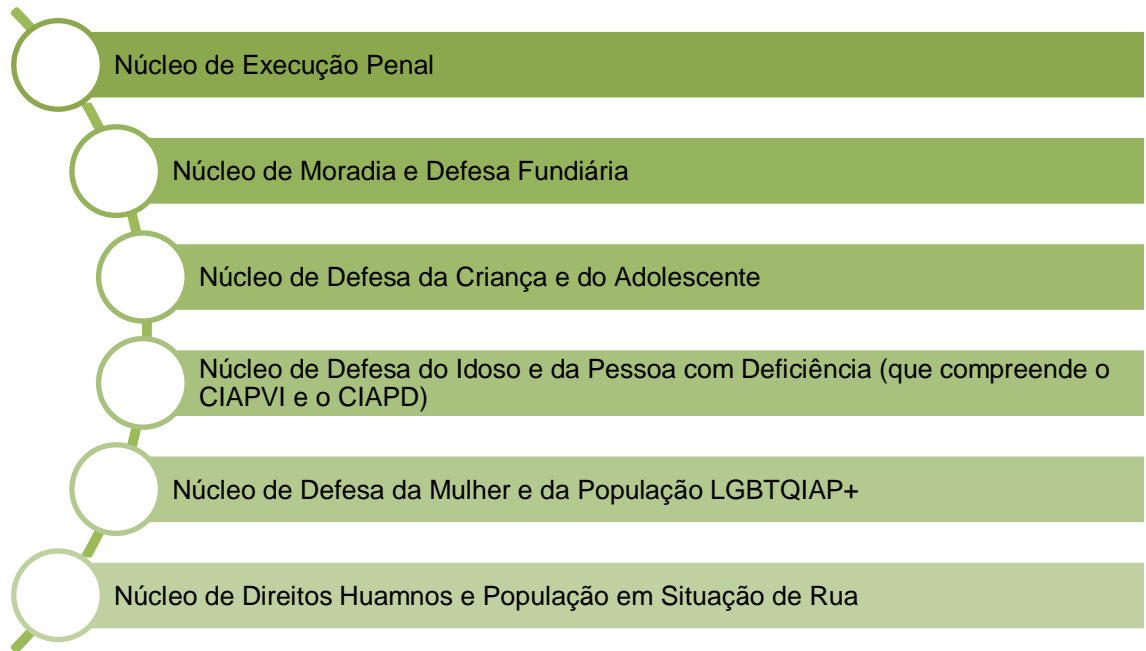 Núcleo de Execução Penal
Núcleo de Moradia e Defesa Fundiária
Núcleo de Defesa da Criança e do Adolescente
Núcleo de Defesa do Idoso e da Pessoa com Deficiência (que compreende o
CIAPVI e o CIAPD)
Núcleo de Defesa da Mulher e da População LGBTQIAP+
Núcleo de Direitos Huamnos e População em Situação de Rua